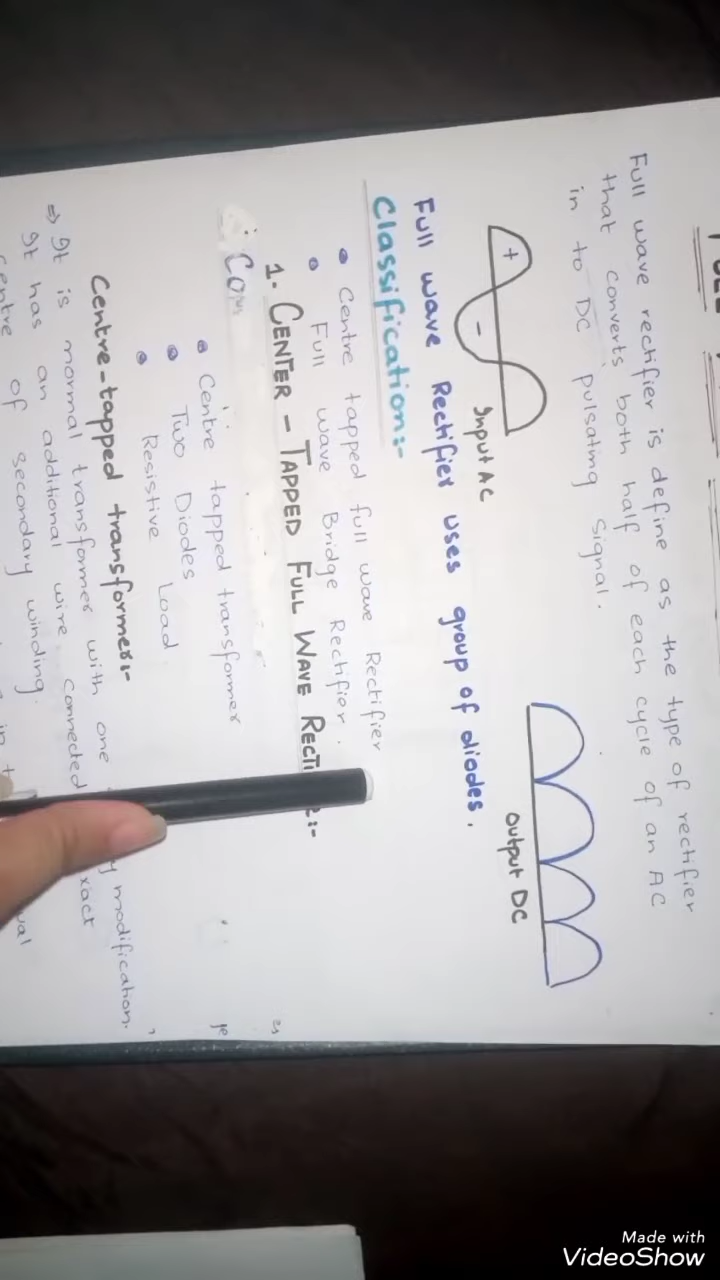 Full wave rectifier is define as the type of rectifier
that converts both half of each cycle of an AC
in to DC pulsating signal.
+
-
Input AC
Output DC
Full wave Rectifier uses group of diodes.
Classification:-
• Centre tapped full wave Rectifier
• Full wave Bridge Rectifier.
1. CENTER - TAPPED FULL WAVE
• Centre tapped transformer
• Two Diodes
• Resistive Load
Centre-tapped transformer:-
⇒ It is normal transformer with one modification.
It has an additional wire connected
of secondary winding.
Made with
VideoShow